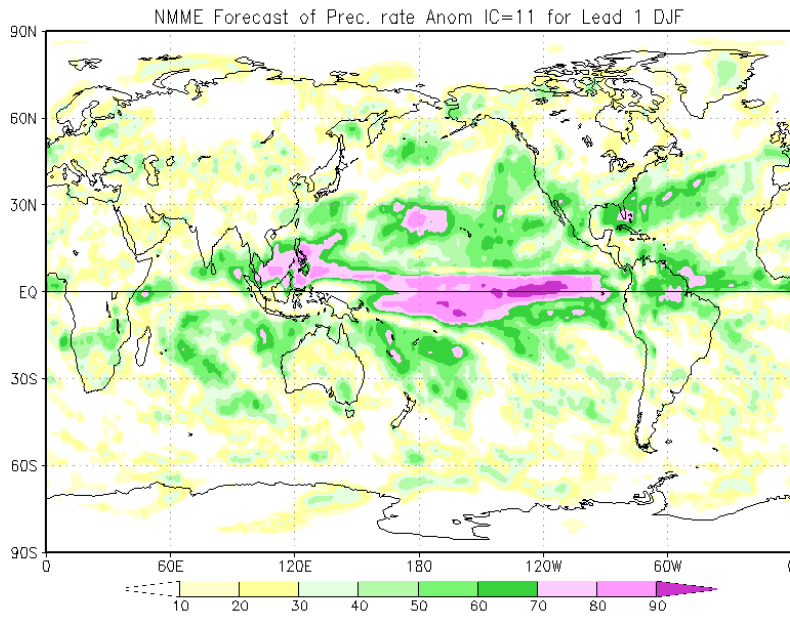 NMME Forecast of Prec. rate Anom IC=11 for Lead 1 DJF
90N
60N
30N
EQ
30S
60S
90S
0 60E 120E 180 120W 60W 0
10 20 30 40 50 60 70 80 90